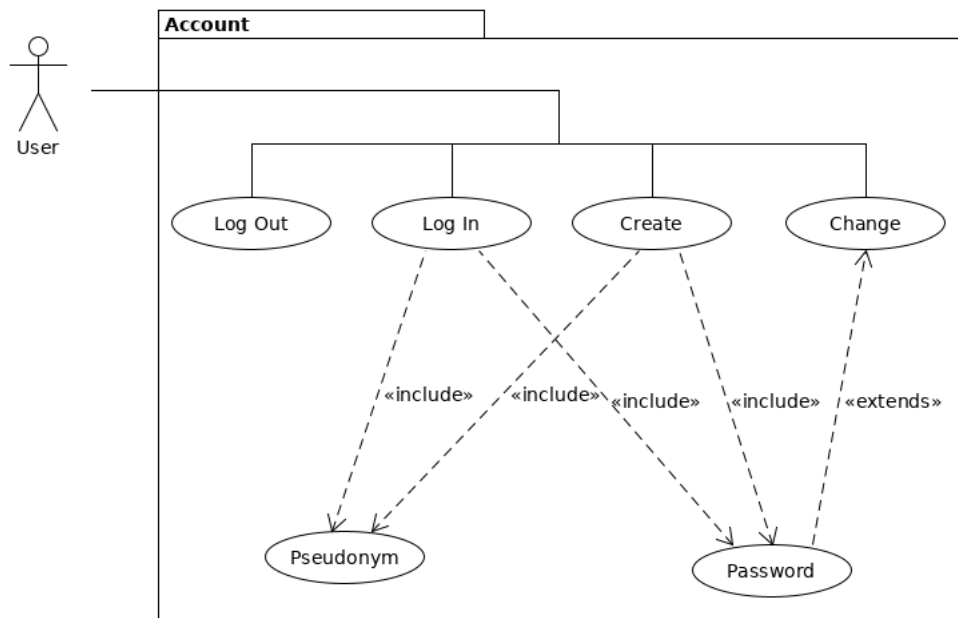 Account
User
Log Out
Log In
Create
Change
«include»
«include»
«include»
«include»
«extends»
Pseudonym
Password